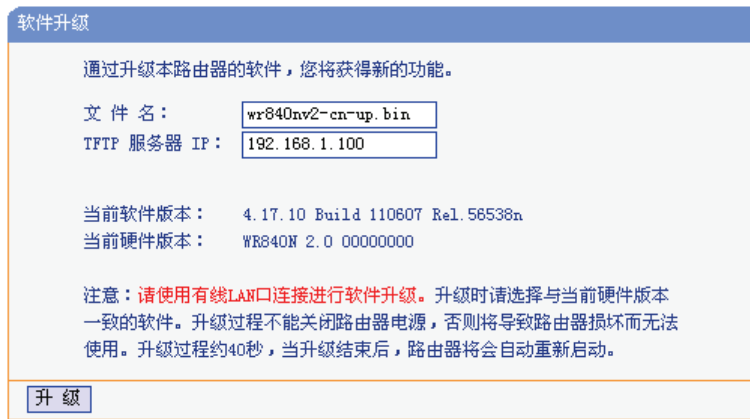 软件升级
通过升级本路由器的软件，您将获得新的功能。
文 件 名： wr840nv2-cn-up.bin
TFTP 服务器 IP： 192.168.1.100
当前软件版本： 4.17.10 Build 110607 Rel.56538n
当前硬件版本： WR840N 2.0 00000000
注意：请使用有线LAN口连接进行软件升级。升级时请选择与当前硬件版本
一致的软件。升级过程不能关闭路由器电源，否则将导致路由器损坏而无法
使用。升级过程约40秒，当升级结束后，路由器将会自动重新启动。
升 级